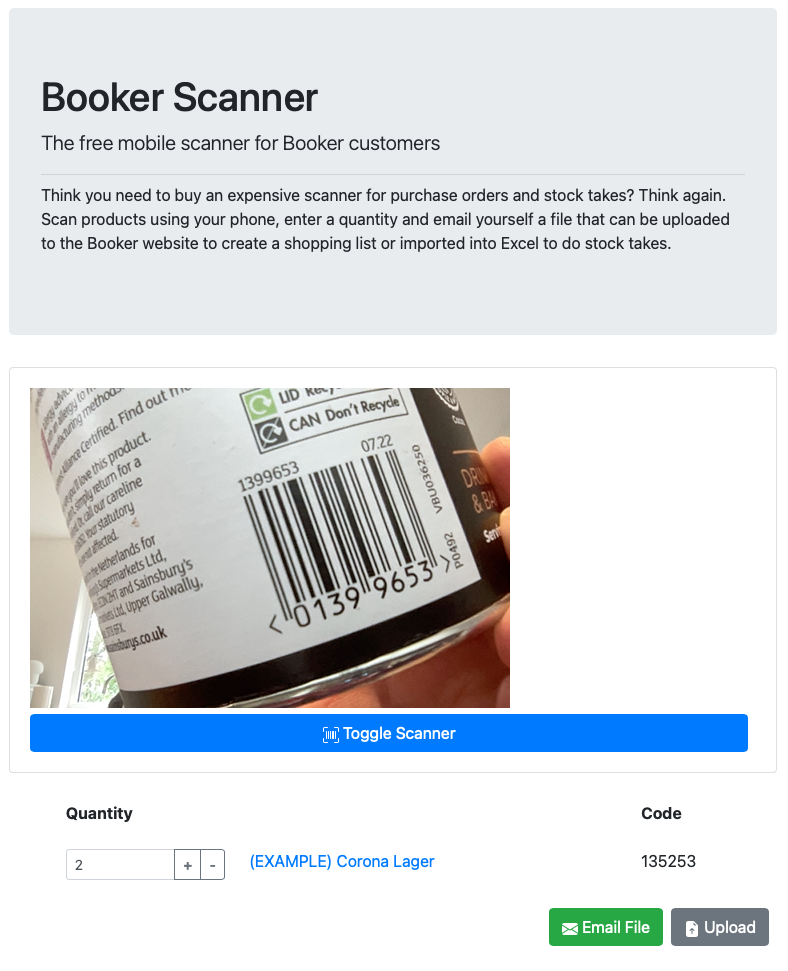 Booker Scanner
The free mobile scanner for Booker customers
Think you need to buy an expensive scanner for purchase orders and stock takes? Think again.
Scan products using your phone, enter a quantity and email yourself a file that can be uploaded
to the Booker website to create a shopping list or imported into Excel to do stock takes.
LID
CAN Don't Recycle
manufacturing methods.
Alliance Certified. Find out
you'll love this product.
simply return for a
call our careline
Your statutory
not affected.
the Netherlands for
Supermarkets Ltd,
and Sainsbury's
Ltd, Upper Galway,
sainsburys.co.uk
1399653
07.22
VBU036250
P0492
< 0139 9653 >
Toggle Scanner
Quantity
Code
2
+
-
(EXAMPLE) Corona Lager
135253
Email File
Upload